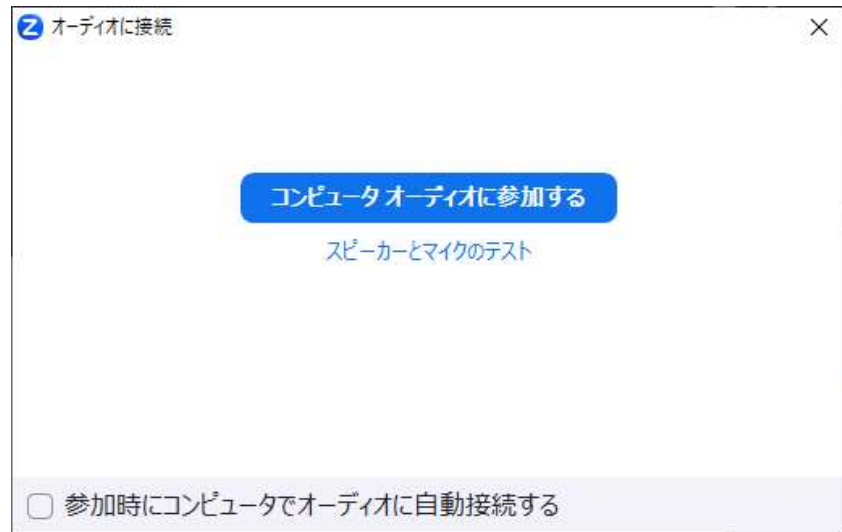 オーディオに接続
コンピュータ オーディオに参加する
スピーカーとマイクのテスト
参加時にコンピュータでオーディオに自動接続する